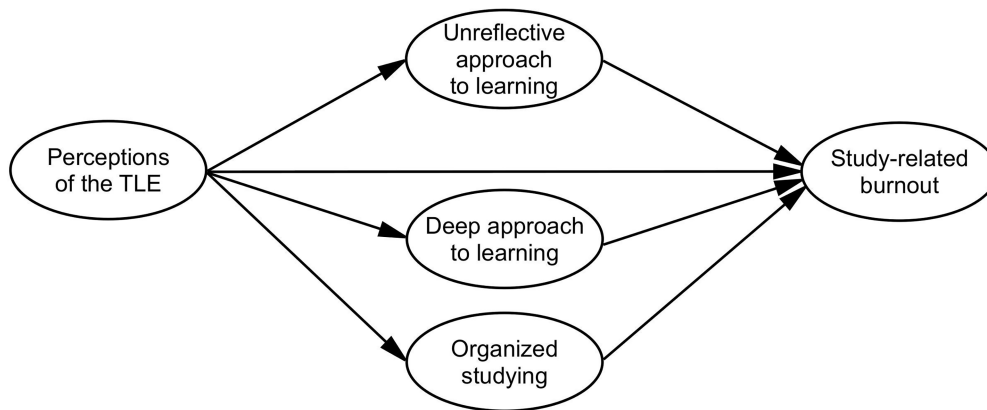 Unreflective
approach
to learning
Perceptions
of the TLE
Study-related
burnout
Deep approach
to learning
Organized
studying